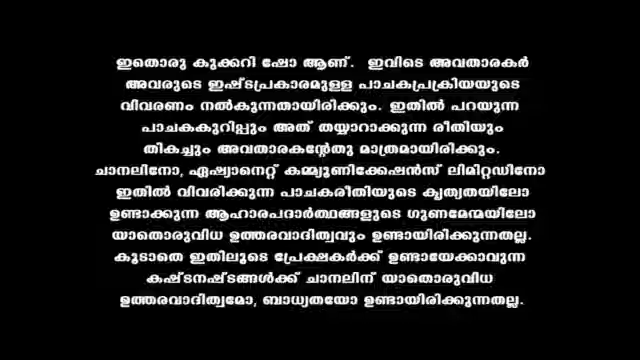 ഇതൊരു കുക്കറി ഷോ ആണ്. ഇവിടെ അവതാരകർ
അവരുടെ ഇഷ്ടപ്രകാരമുളള പാചകപ്രക്രിയയുടെ
വിവരണം നൽകുന്നതായിരിക്കും. ഇതിൽ പറയുന്ന
പാചകകുറിപ്പും അത് തയ്യാറാക്കുന്ന രീതിയും
തികച്ചും അവതാരകന്റേതു മാത്രമായിരിക്കും.
ചാനലിനോ, ഏഷ്യാനെറ്റ് കമ്മ്യൂണിക്കേഷൻസ് ലിമിറ്റഡിനോ
ഇതിൽ വിവരിക്കുന്ന പാചകരീതിയുടെ കൃത്യതയിലോ
ഉണ്ടാക്കുന്ന ആഹാരപദാർത്ഥങ്ങളുടെ ഗുണമേന്മയിലോ
യാതൊരുവിധ ഉത്തരവാദിത്വവും ഉണ്ടായിരിക്കുന്നതല്ല.
കൂടാതെ ഇതിലൂടെ പ്രേക്ഷകർക്ക് ഉണ്ടായേക്കാവുന്ന
കഷ്ടനഷ്ടങ്ങൾക്ക് ചാനലിന് യാതൊരുവിധ
ഉത്തരവാദിത്വമോ, ബാധ്യതയോ ഉണ്ടായിരിക്കുന്നതല്ല.